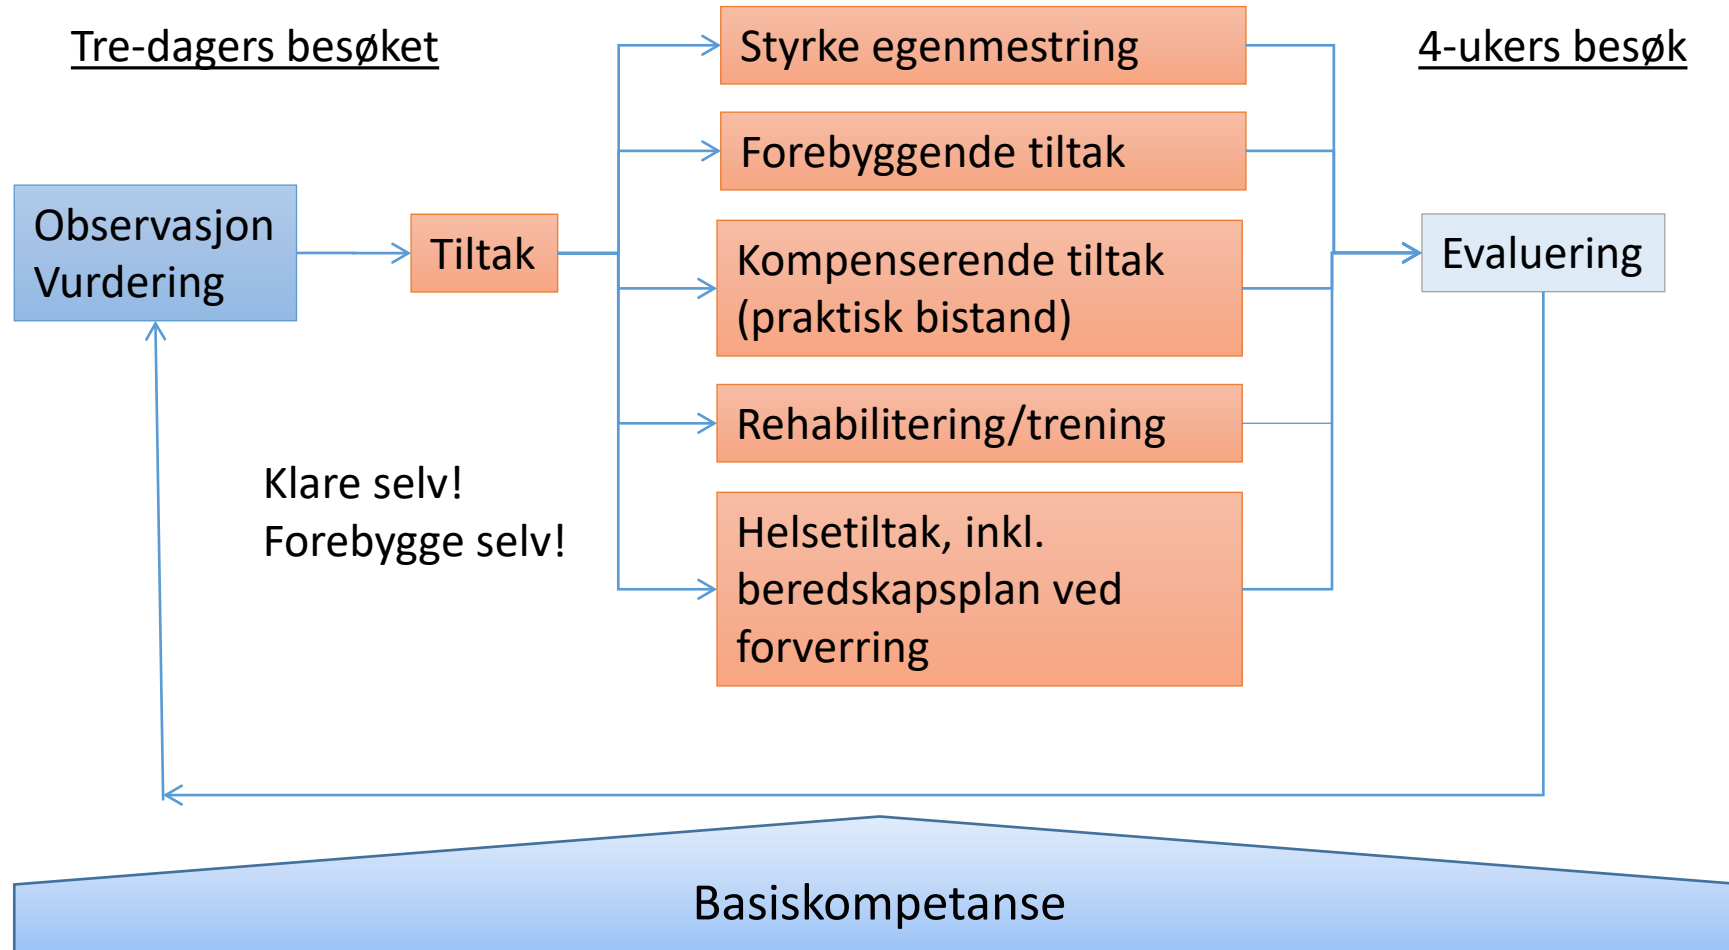 Tre-dagers besøket
4-ukers besøk
Observasjon
Vurdering
Tiltak
Styrke egenmestring
Forebyggende tiltak
Kompenserende tiltak
(praktisk bistand)
Rehabilitering/trening
Helsetiltak, inkl.
beredskapsplan ved
forverring
Evaluering
Klare selv!
Forebygge selv!
Basiskompetanse